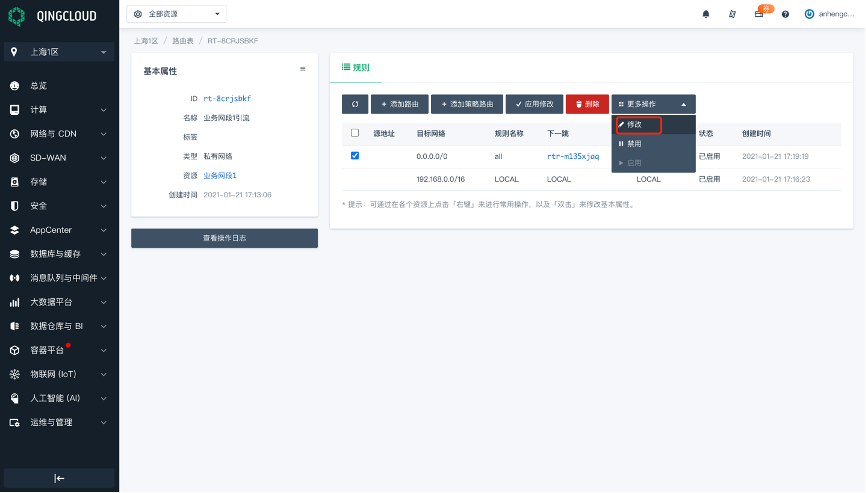 QINGCLOUD
全部资源
券
anhengc...
上海1区
上海1区 / 路由表 / RT-8CRJSBKF
总览
计算
网络与 CDN
SD-WAN
存储
安全
AppCenter
数据库与缓存
消息队列与中间件
大数据平台
数据仓库与 BI
容器平台
物联网 (IoT)
人工智能 (AI)
运维与管理
基本属性
ID rt-8crjsbkf
名称 业务网段1引流
标签
类型 私有网络
资源 业务网段1
创建时间 2021-01-21 17:13:06
查看操作日志
规则
添加路由 添加策略路由 应用修改 删除 更多操作
修改
禁用
启用
源地址 目标网络 规则名称 下一跳 状态 创建时间
0.0.0.0/0 all rtr-m135xjaq 已启用 2021-01-21 17:19:19
192.168.0.0/16 LOCAL LOCAL LOCAL 已启用 2021-01-21 17:16:23
* 提示：可通过在各个资源上点击「右键」来进行常用操作，以及「双击」来修改基本属性。